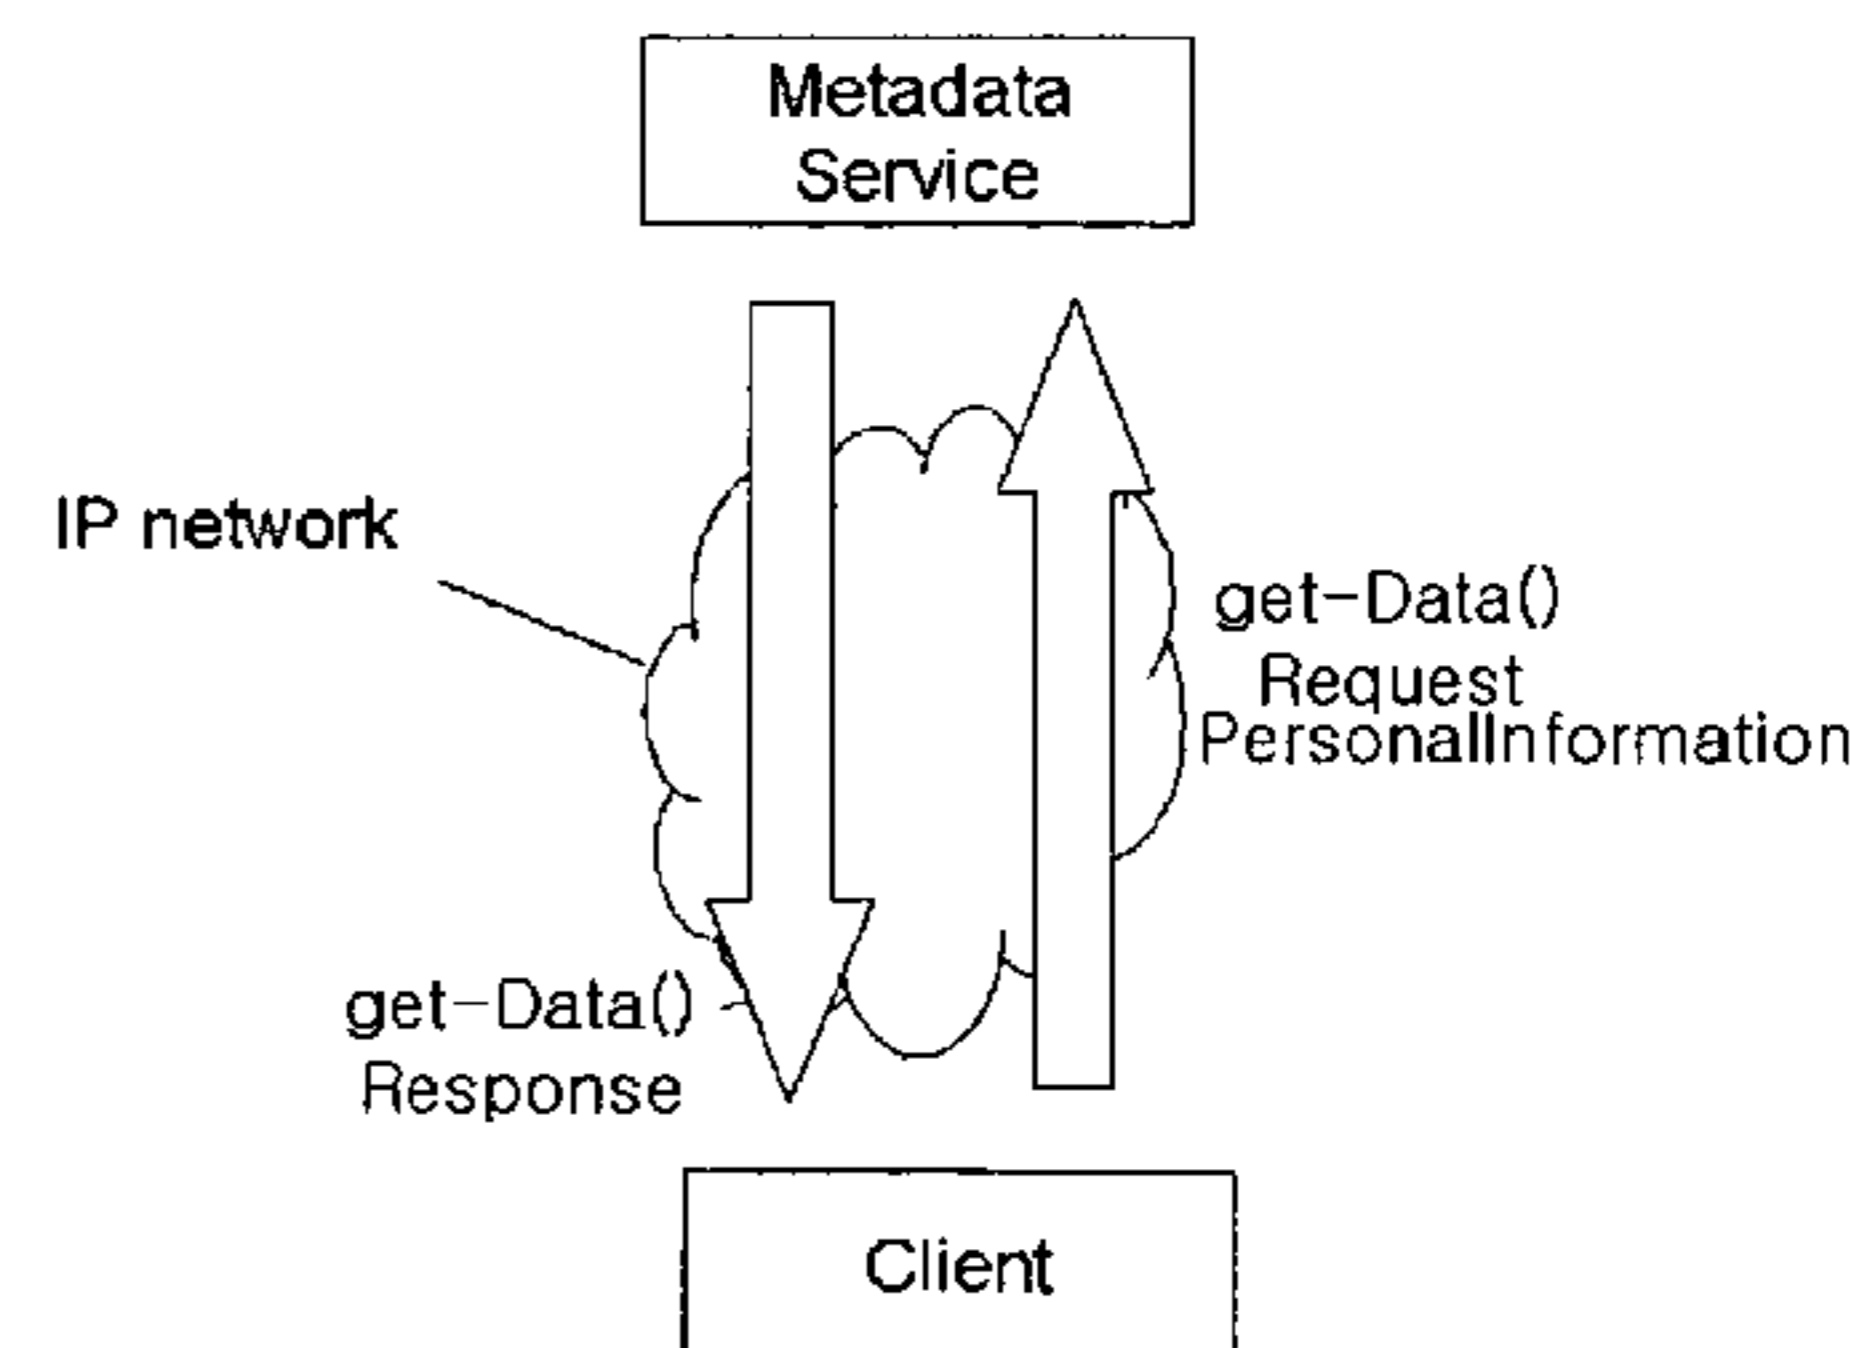 Metadata
Service
IP network
get-Data()
Request
PersonalInformation
get-Data()
Response
Client